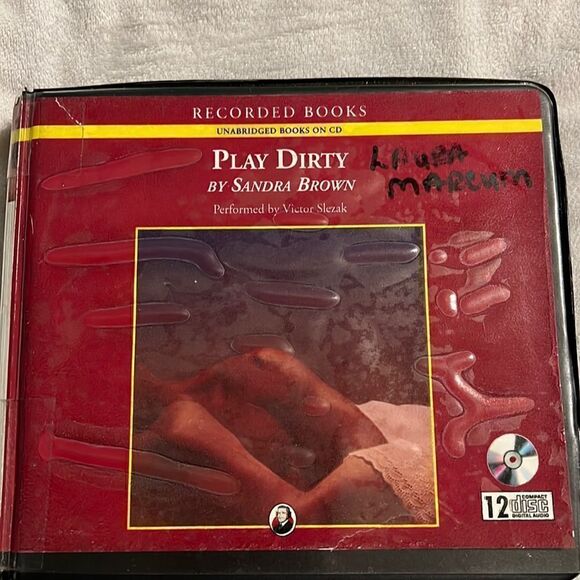 RECORDED BOOKS
UNABRIDGED BOOKS ON CD
PLAY DIRTY
BY SANDRA BROWN
Performed by Victor Slezak
LAURA
MARCUM
12 COMPACT
disc
DIGITAL AUDIO